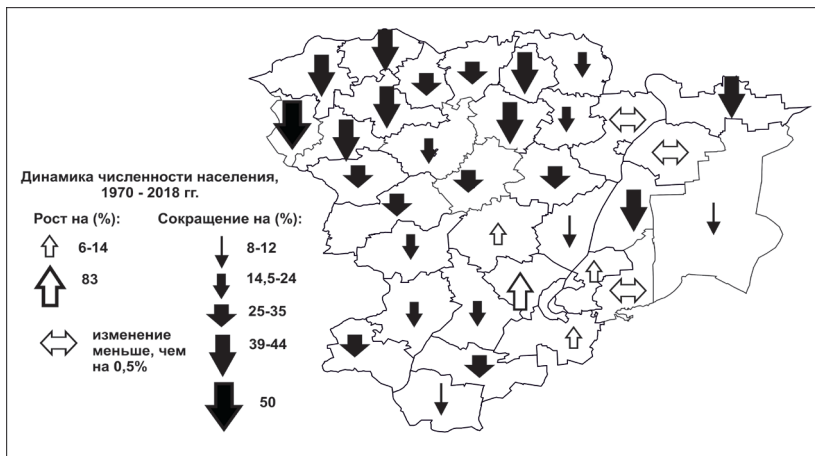 Динамика численности населения,
1970 - 2018 гг.
Рост на (%):
6-14
83
изменение
меньше, чем
на 0,5%
Сокращение на (%):
8-12
14,5-24
25-35
39-44
50